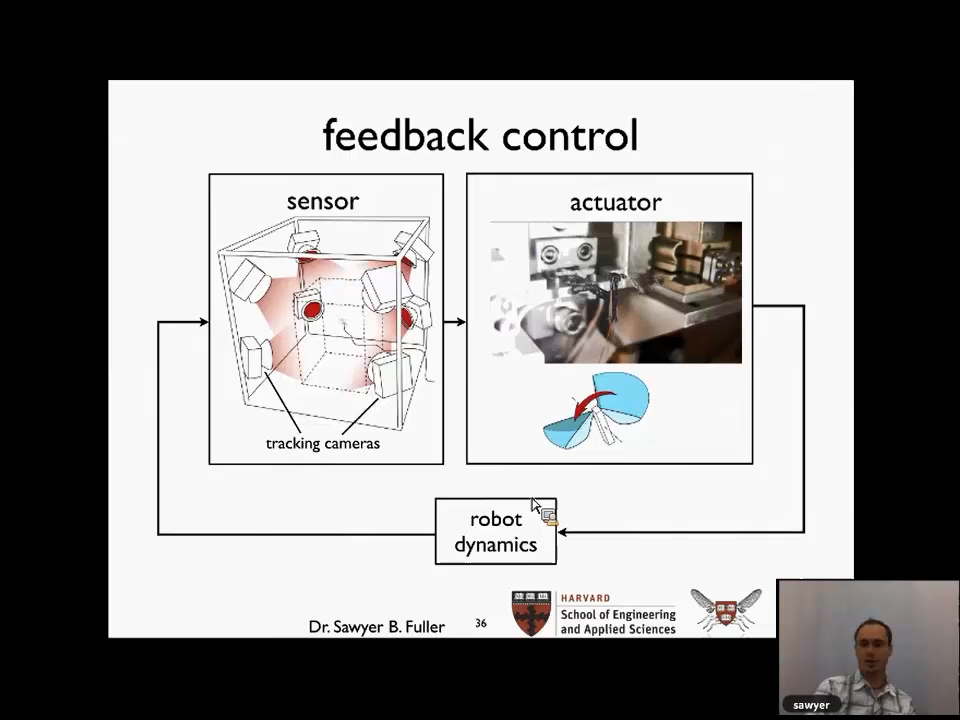 feedback control
sensor
actuator
tracking cameras
robot
dynamics
Dr. Sawyer B. Fuller
36
HARVARD
School of Engineering
and Applied Sciences
sawyer